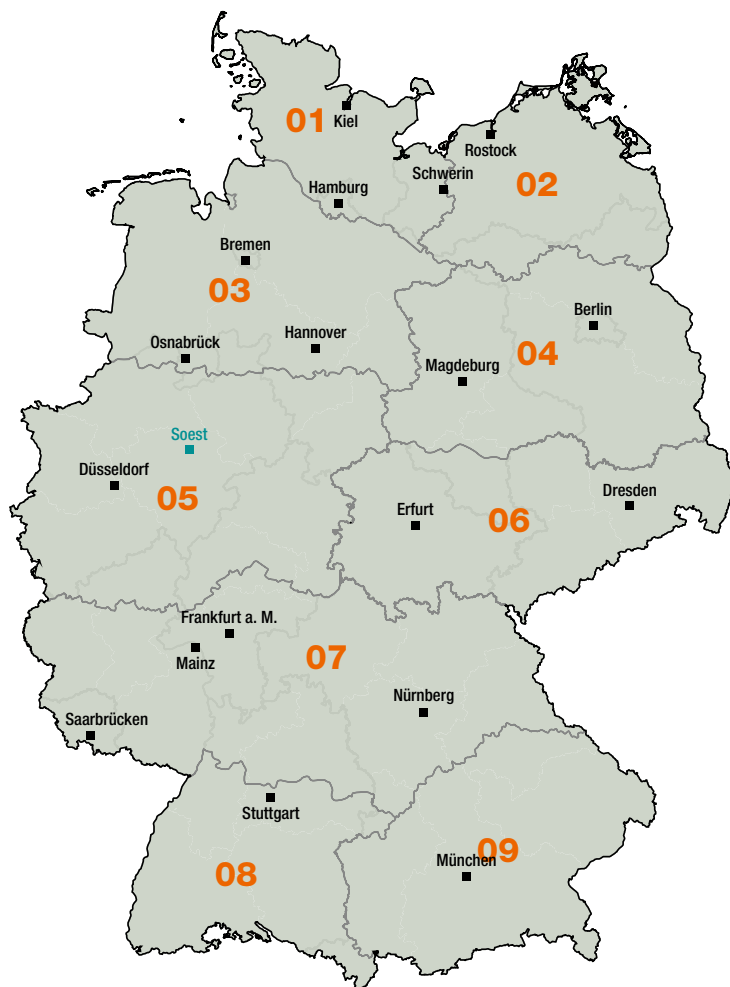 01
Kiel
Rostock
Schwerin
02
Hamburg
Bremen
03
Berlin
Osnabrück
Hannover
04
Magdeburg
Soest
Düsseldorf
05
Dresden
Erfurt
06
Frankfurt a. M.
Mainz
07
Nürnberg
Saarbrücken
Stuttgart
09
München
08